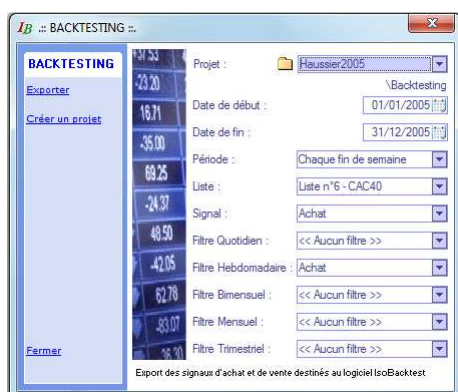 IB .:: BACKTESTING ::.
BACKTESTING
Exporter
Créer un projet
Fermer
+37.53
-23.20
16.71
-35.00
69.25
-24.37
48.50
-42.05
62.78
-83.07
36.30
Projet : Haussier2005
\Backtesting
Date de début : 01/01/2005
Date de fin : 31/12/2005
Période : Chaque fin de semaine
Liste : Liste n°6 - CAC40
Signal : Achat
Filtre Quotidien : << Aucun filtre >>
Filtre Hebdomadaire : Achat
Filtre Bimensuel : << Aucun filtre >>
Filtre Mensuel : << Aucun filtre >>
Filtre Trimestriel : << Aucun filtre >>
Export des signaux d'achat et de vente destinés au logiciel IsoBacktest